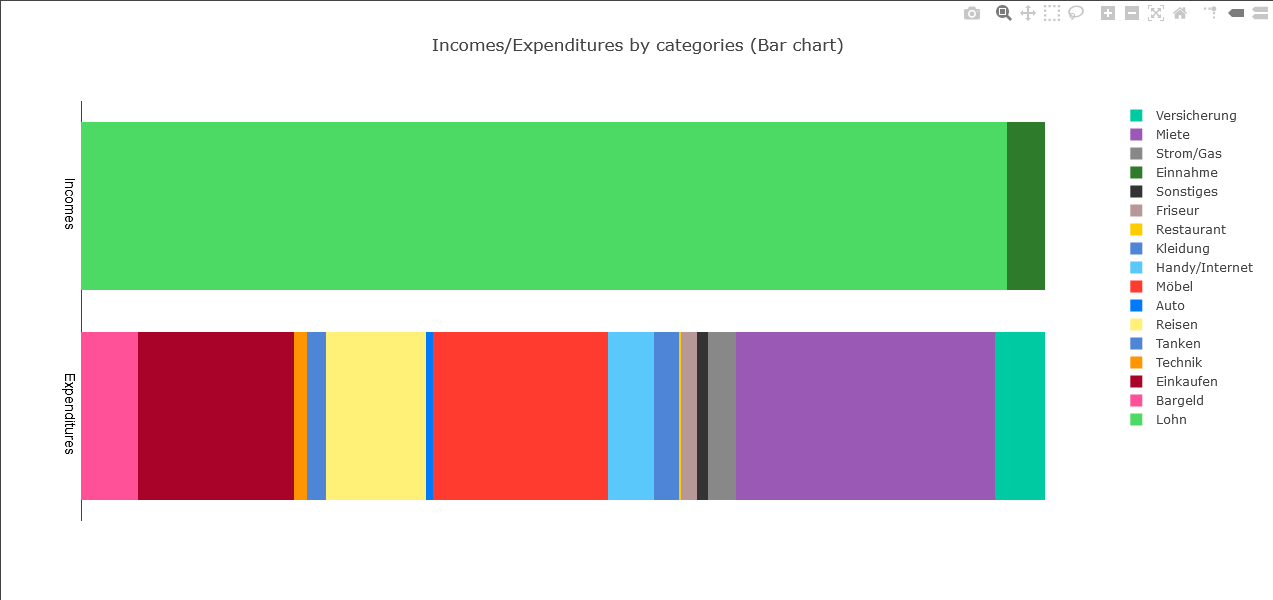 Incomes/Expenditures by categories (Bar chart)
Incomes
Expenditures
Versicherung
Miete
Strom/Gas
Einnahme
Sonstiges
Friseur
Restaurant
Kleidung
Handy/Internet
Möbel
Auto
Reisen
Tanken
Technik
Einkaufen
Bargeld
Lohn